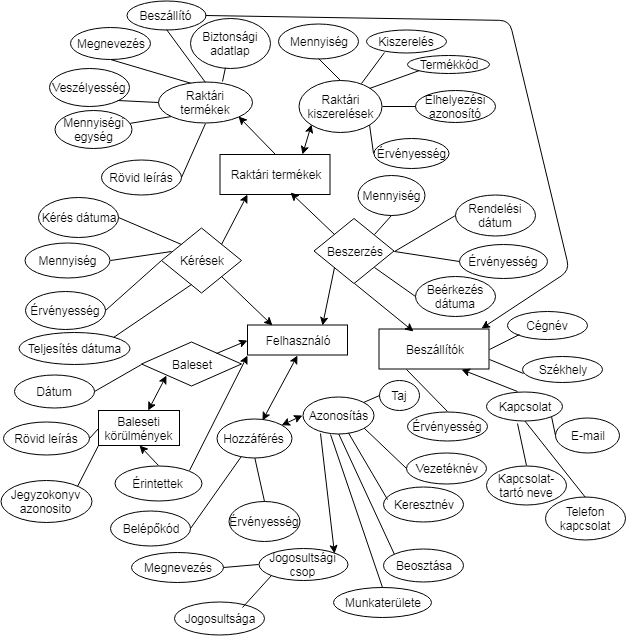 Beszállító
Megnevezés
Biztonsági
adatlap
Mennyiség
Kiszerelés
Termékkód
Veszélyesség
Raktári
termékek
Raktári
kiszerelések
Elhelyezési
azonosító
Mennyiségi
egység
Érvényesség
Rövid leírás
Raktári termékek
Mennyiség
Kérés dátuma
Rendelési
dátum
Mennyiség
Kérések
Beszerzés
Érvényesség
Érvényesség
Beérkezés
dátuma
Teljesítés dátuma
Felhasználó
Beszállítók
Cégnév
Baleset
Székhely
Dátum
Taj
Kapcsolat
Azonosítás
Érvényesség
E-mail
Rövid leírás
Baleseti
körülmények
Hozzáférés
Vezetéknév
Jegyzokonyv
azonosito
Érintettek
Kapcsolat-
tartó neve
Keresztnév
Telefon
kapcsolat
Belépőkód
Érvényesség
Megnevezés
Jogosultsági
csop
Beosztása
Munkaterülete
Jogosultsága